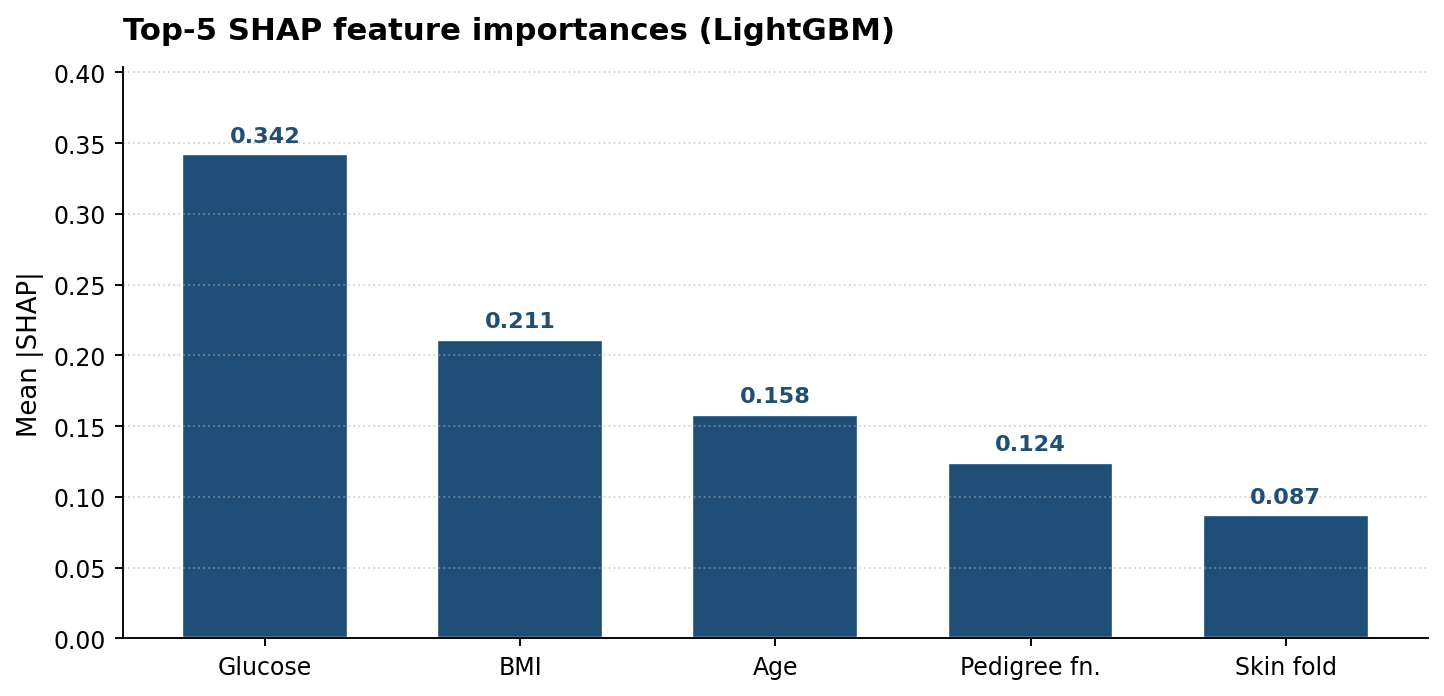 Top-5 SHAP feature importances (LightGBM)
Mean |SHAP|
0.40
0.35
0.30
0.25
0.20
0.15
0.10
0.05
0.00
0.342
0.211
0.158
0.124
0.087
Glucose
BMI
Age
Pedigree fn.
Skin fold